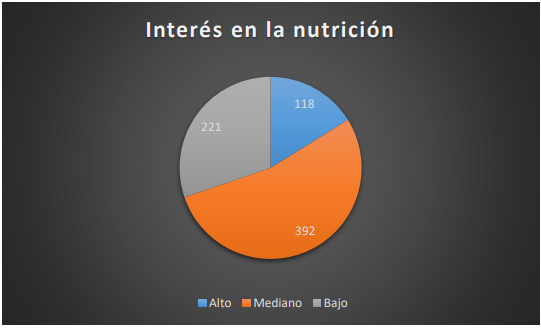 Interés en la nutrición
118
221
392
Alto Mediano Bajo